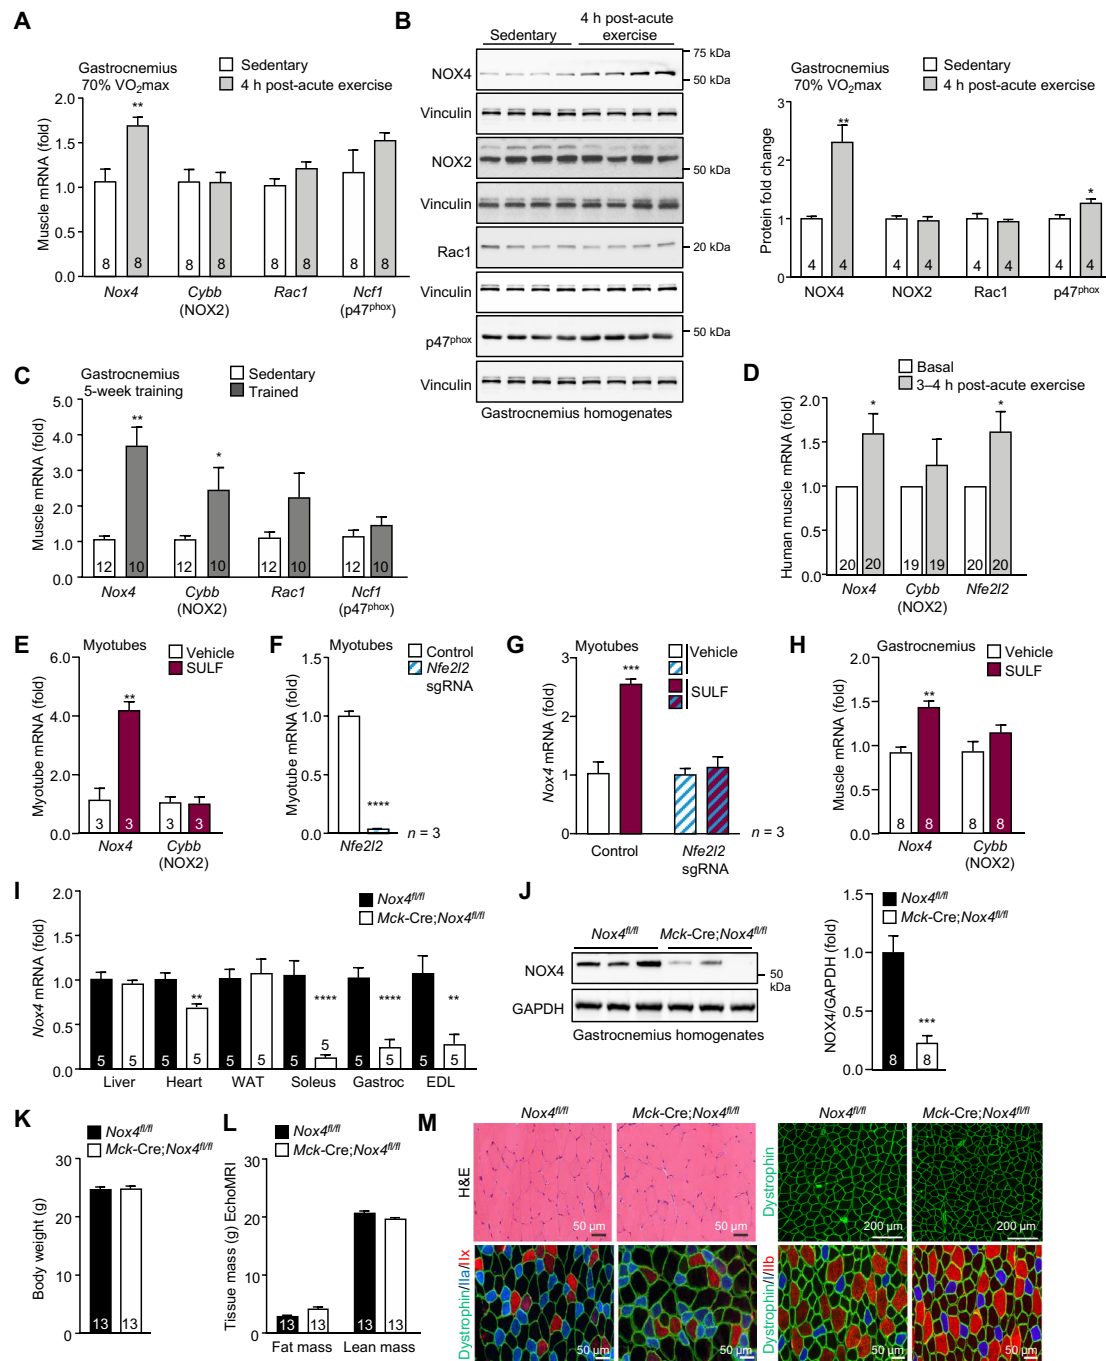 A
Gastrocnemius
70% VO₂max
Sedentary
4 h post-acute exercise
Muscle mRNA (fold)
2.0
1.5
1.0
0.5
0.0
**
8 8 8 8 8 8 8 8
Nox4 Cybb Rac1 Ncf1
(NOX2) (p47ᵖʰᵒˣ)
B
Sedentary
4 h post-acute
exercise
75 kDa
NOX4
50 kDa
Vinculin
NOX2
50 kDa
Vinculin
Rac1
20 kDa
Vinculin
p47ᵖʰᵒˣ
50 kDa
Vinculin
Gastrocnemius homogenates
Gastrocnemius
70% VO₂max
Sedentary
4 h post-acute exercise
Protein fold change
3
2
1
0
**
*
4 4 4 4 4 4 4 4
NOX4 NOX2 Rac1 p47ᵖʰᵒˣ
C
Gastrocnemius
5-week training
Sedentary
Trained
Muscle mRNA (fold)
5.0
4.0
3.0
2.0
1.0
0.0
**
*
12 10 12 10 12 10 12 10
Nox4 Cybb Rac1 Ncf1
(NOX2) (p47ᵖʰᵒˣ)
D
Basal
3–4 h post-acute exercise
Human muscle mRNA (fold)
2.0
1.5
1.0
0.5
0.0
* *
20 20 19 19 20 20
Nox4 Cybb Nfe2l2
(NOX2)
E
Myotubes
Vehicle
SULF
Myotube mRNA (fold)
6.0
4.0
2.0
0.0
**
3 3 3 3
Nox4 Cybb
(NOX2)
F
Myotubes
Control
Nfe2l2
sgRNA
Myotube mRNA (fold)
1.5
1.0
0.5
0.0
****
Nfe2l2
n = 3
G
Myotubes
Vehicle
SULF
Nox4 mRNA (fold)
3
2
1
0
***
Control Nfe2l2
sgRNA
n = 3
H
Gastrocnemius
Vehicle
SULF
Muscle mRNA (fold)
2.0
1.5
1.0
0.5
0.0
**
8 8 8 8
Nox4 Cybb
(NOX2)
I
Nox4ᶠˡ/ᶠˡ
Mck-Cre;Nox4ᶠˡ/ᶠˡ
Nox4 mRNA (fold)
2.0
1.5
1.0
0.5
0.0
** **** **** **
5 5 5 5 5 5 5 5 5 5 5 5
Liver Heart WAT Soleus Gastroc EDL
J
Nox4ᶠˡ/ᶠˡ Mck-Cre;Nox4ᶠˡ/ᶠˡ
NOX4
50
kDa
GAPDH
Gastrocnemius homogenates
Nox4ᶠˡ/ᶠˡ
Mck-Cre;Nox4ᶠˡ/ᶠˡ
NOX4/GAPDH (fold)
1.5
1.0
0.5
0.0
***
8 8
K
Nox4ᶠˡ/ᶠˡ
Mck-Cre;Nox4ᶠˡ/ᶠˡ
Body weight (g)
30
20
10
0
13 13
L
Nox4ᶠˡ/ᶠˡ
Mck-Cre;Nox4ᶠˡ/ᶠˡ
Tissue mass (g) EchoMRI
30
20
10
0
13 13 13 13
Fat mass Lean mass
M
Nox4ᶠˡ/ᶠˡ Mck-Cre;Nox4ᶠˡ/ᶠˡ
H&E
50 µm 50 µm
Dystrophin/IIa/IIx
50 µm 50 µm
Nox4ᶠˡ/ᶠˡ Mck-Cre;Nox4ᶠˡ/ᶠˡ
Dystrophin
200 µm 200 µm
Dystrophin/I/IIb
50 µm 50 µm